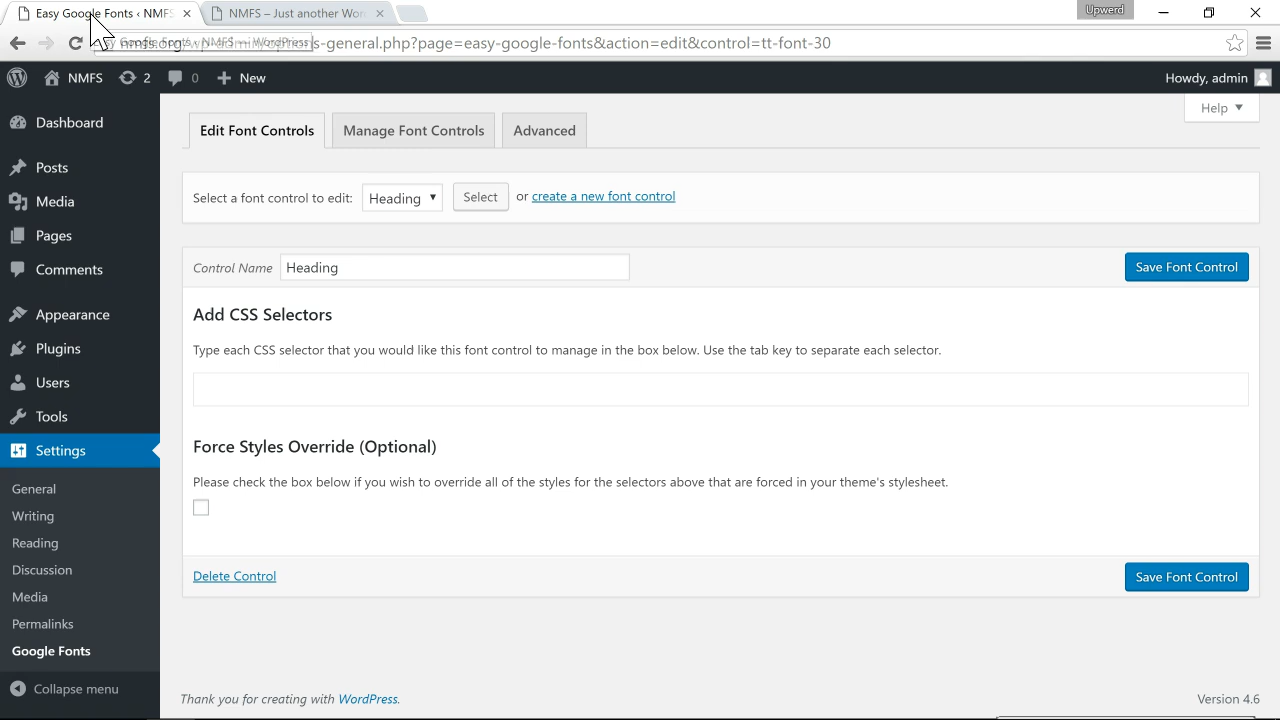 Easy Google Fonts ‹ NMFS
NMFS – Just another Wor
Upwerd
-general.php?page=easy-google-fonts&action=edit&control=tt-font-30
NMFS
2
0
New
Howdy, admin
Help
Dashboard
Posts
Media
Pages
Comments
Appearance
Plugins
Users
Tools
Settings
General
Writing
Reading
Discussion
Media
Permalinks
Google Fonts
Collapse menu
Edit Font Controls
Manage Font Controls
Advanced
Select a font control to edit: Heading Select or create a new font control
Control Name Heading Save Font Control
Add CSS Selectors
Type each CSS selector that you would like this font control to manage in the box below. Use the tab key to separate each selector.
Force Styles Override (Optional)
Please check the box below if you wish to override all of the styles for the selectors above that are forced in your theme's stylesheet.
Delete Control Save Font Control
Thank you for creating with WordPress. Version 4.6